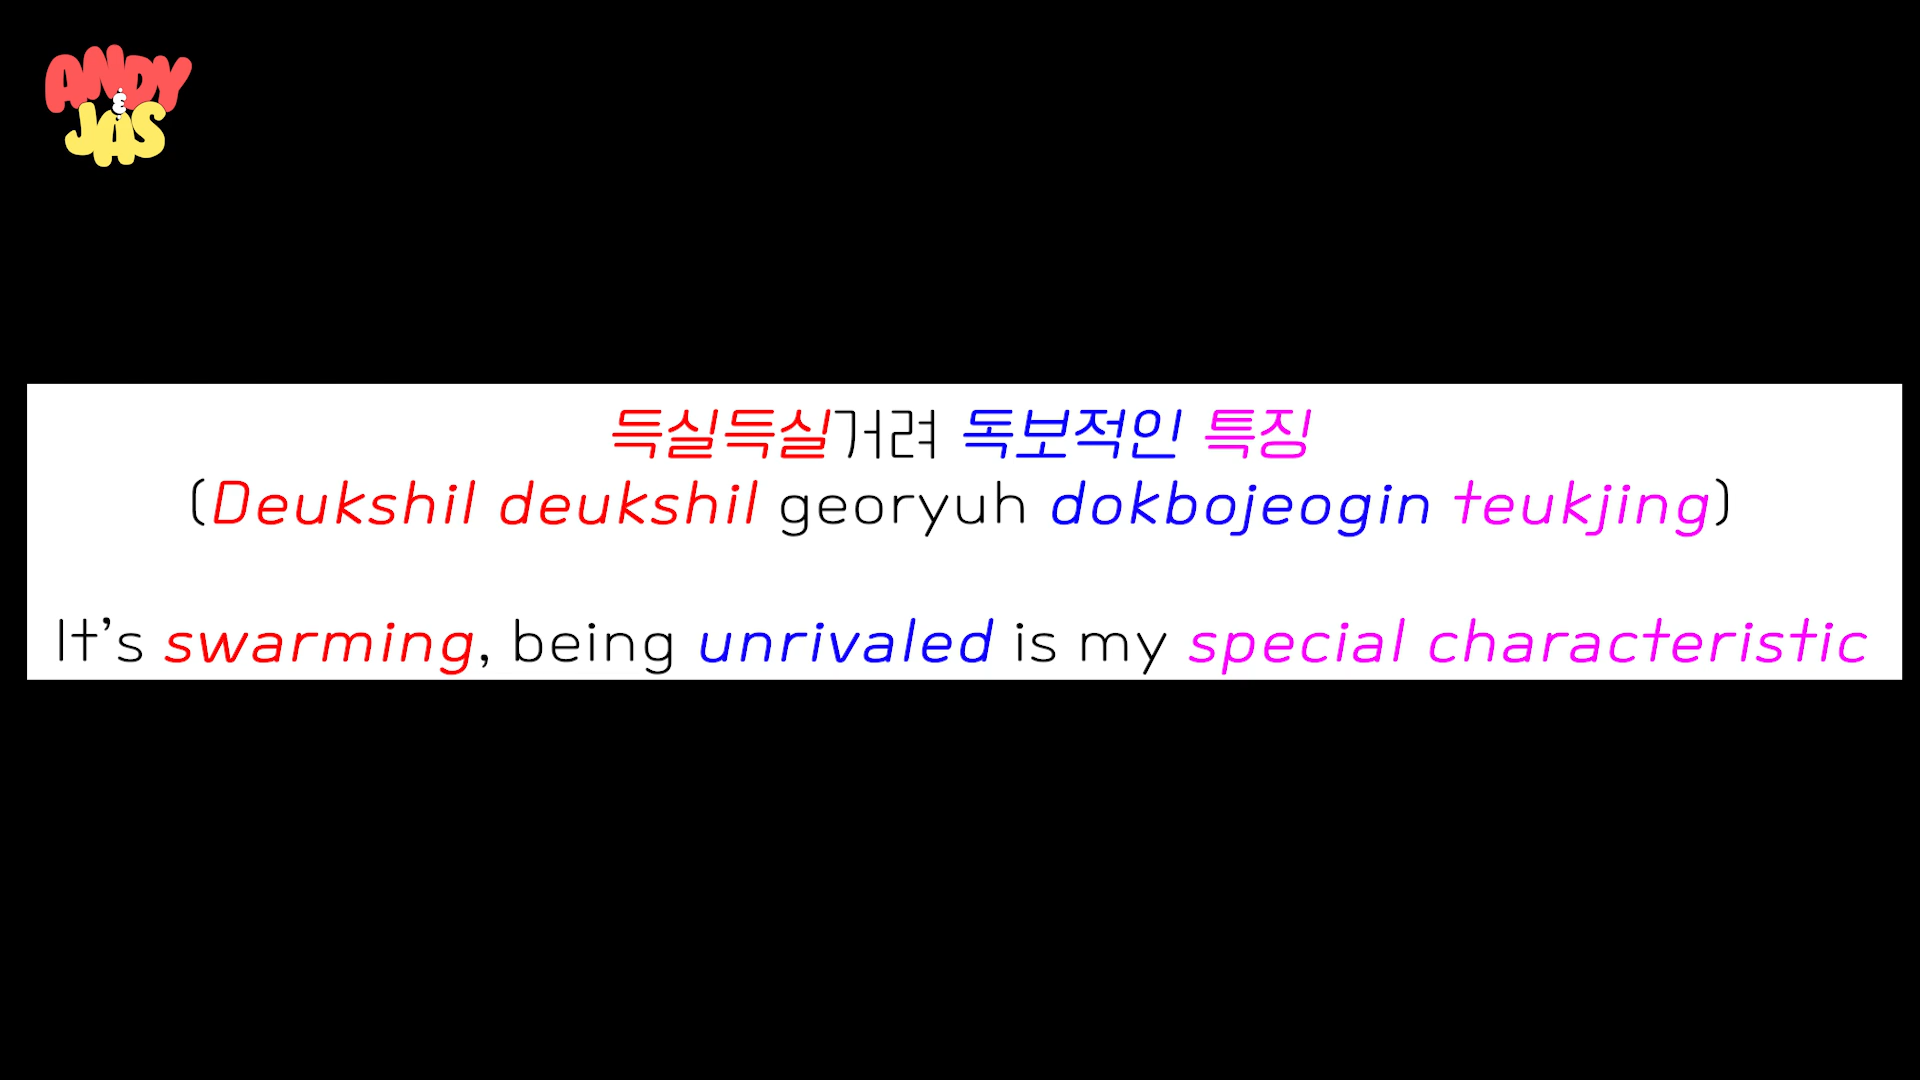 ANDY
&
JAS
득실득실거려 독보적인 특징
(Deukshil deukshil georyuh dokbojeogin teukjing)
It's swarming, being unrivaled is my special characteristic